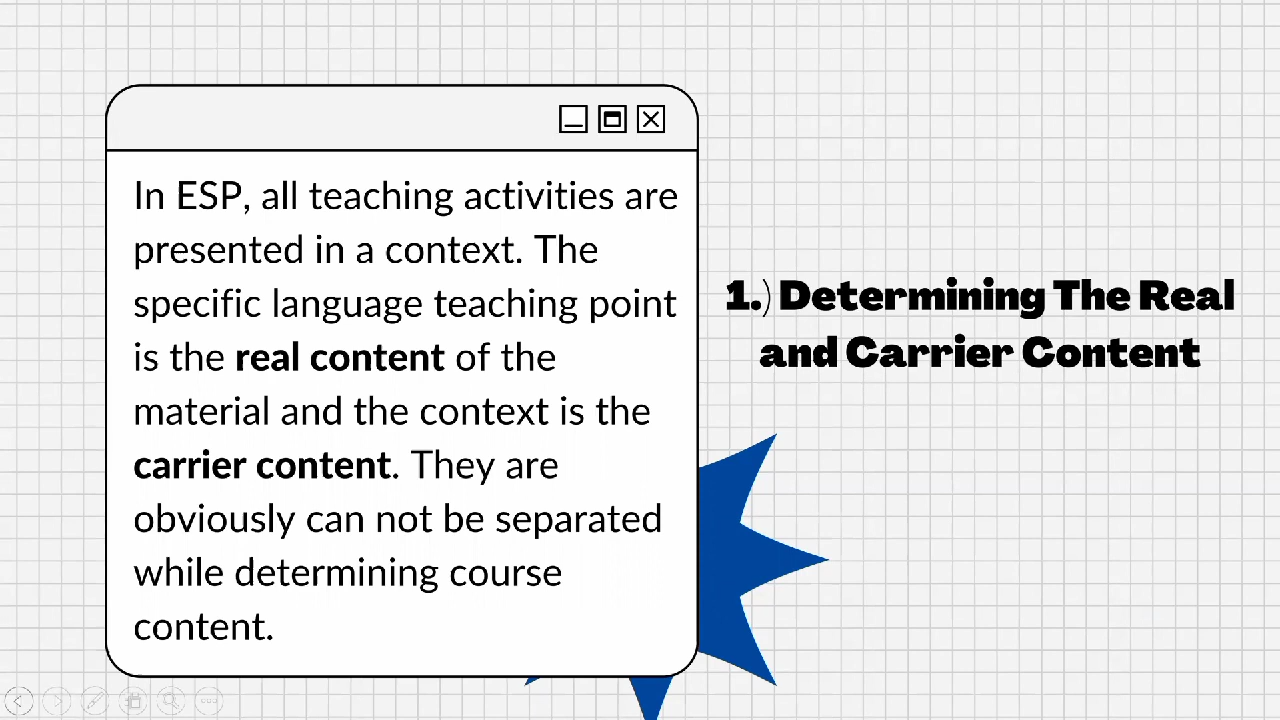 In ESP, all teaching activities are
presented in a context. The
specific language teaching point
is the real content of the
material and the context is the
carrier content. They are
obviously can not be separated
while determining course
content.
1.) Determining The Real
and Carrier Content